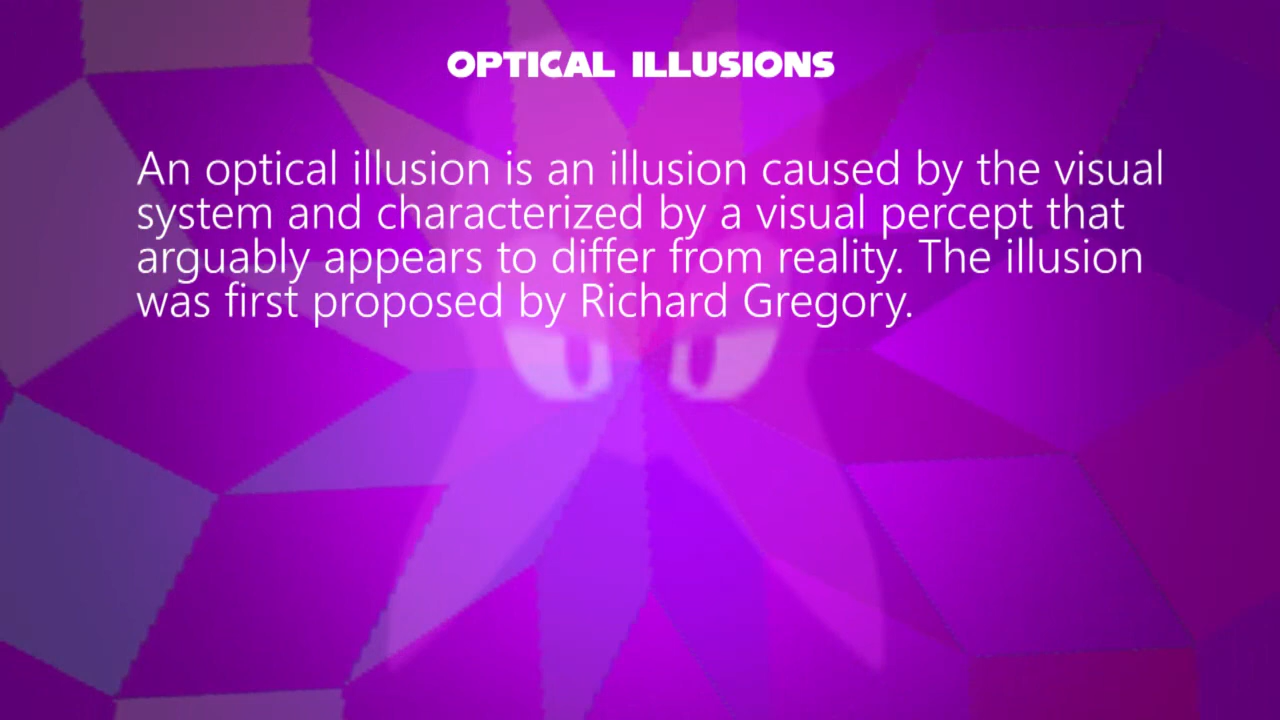 OPTICAL ILLUSIONS
An optical illusion is an illusion caused by the visual
system and characterized by a visual percept that
arguably appears to differ from reality. The illusion
was first proposed by Richard Gregory.